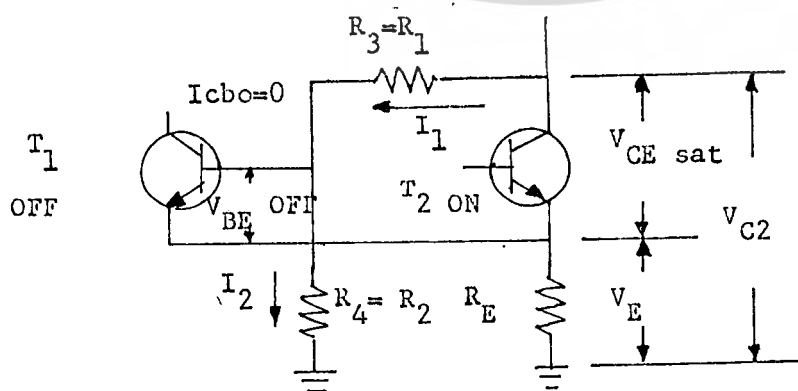 R3=R1
Icbo=0
I1
T1
OFF
VBE OFF
T2 ON
VCE sat
VC2
I2
R4= R2
RE
VE